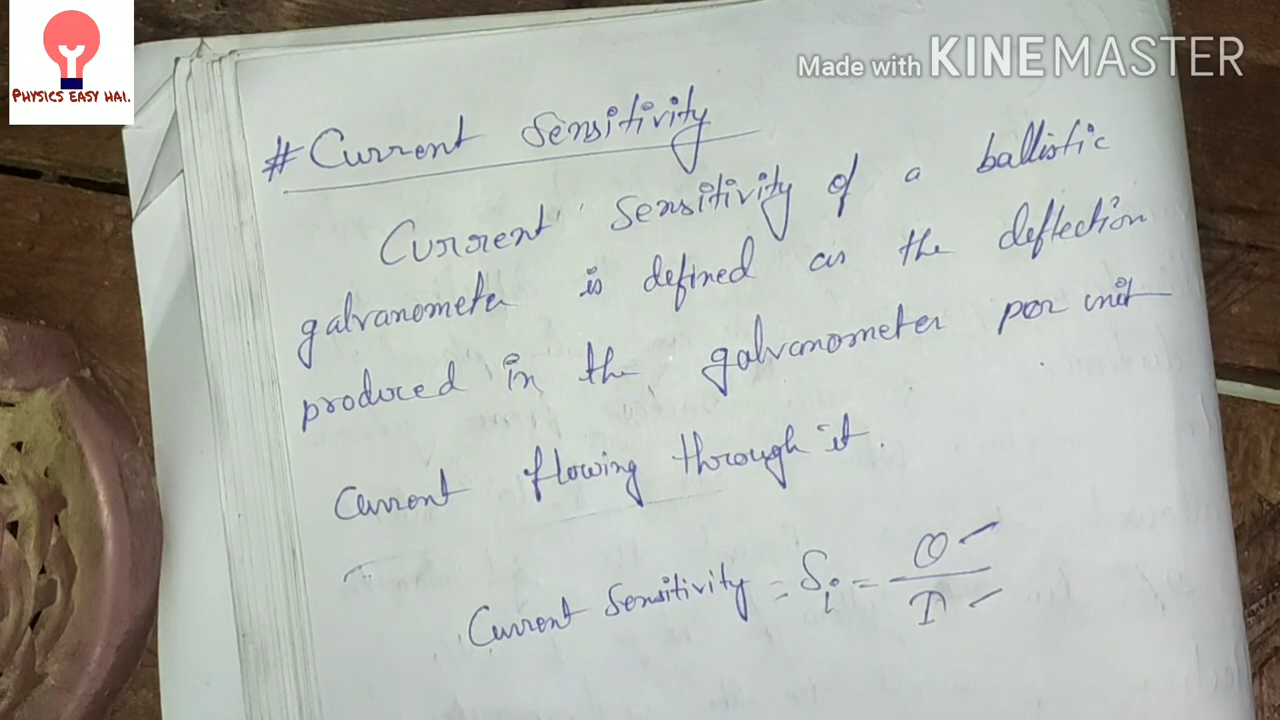 PHYSICS EASY HAI.
Made with KINEMASTER
# Current Sensitivity
Current Sensitivity of a ballistic
galvanometer is defined as the deflection
produced in the galvanometer per unit
Current flowing through it.
Current Sensitivity = Si = θ / I